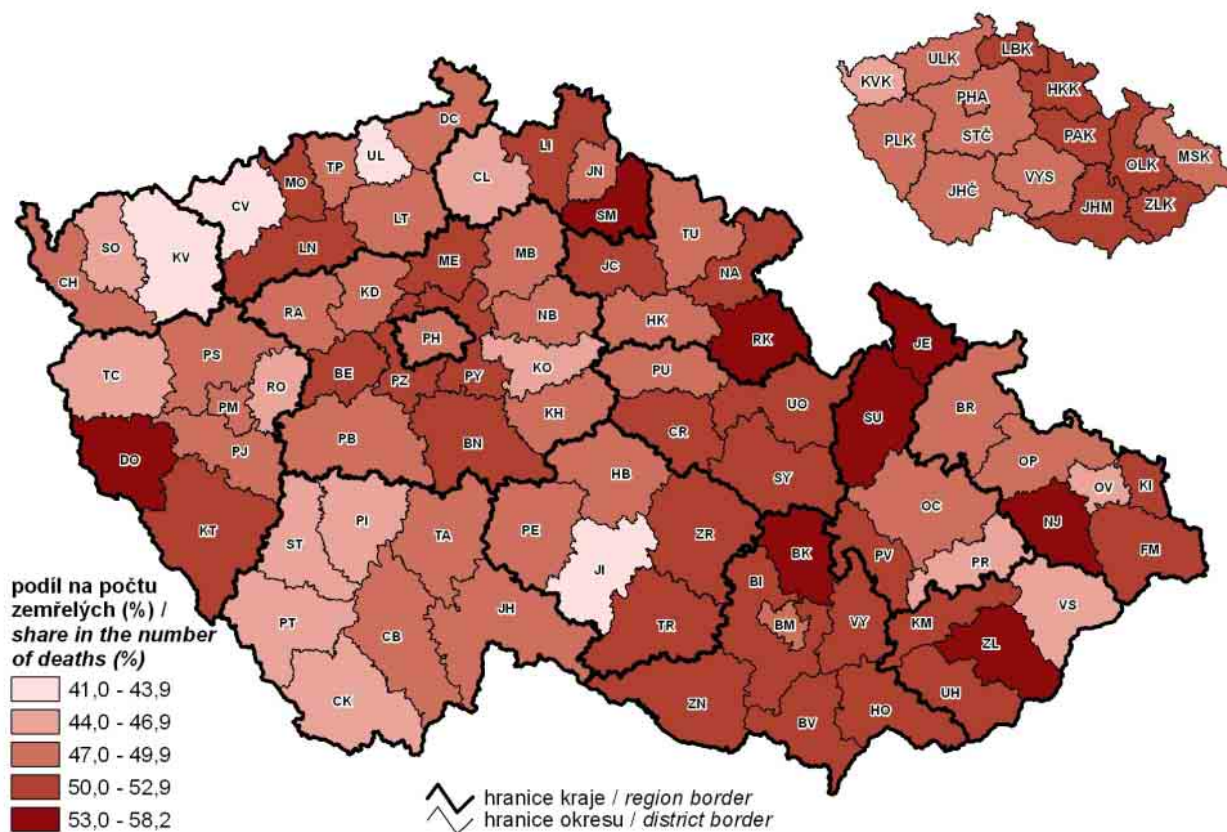 LBK
ULK
KVK
HKK
PHA
STČ
PAK
PLK
OLK
MSK
VYS
JHČ
JHM
ZLK
DC
LI
UL
TP
JN
CL
MO
CV
SM
LT
SO
TU
LN
KV
MB
ME
JC
NA
CH
KD
RA
NB
HK
PH
RK
JE
PS
KO
TC
RO
BE
PZ
PY
PU
UO
PM
KH
BR
SU
CR
DO
PJ
PB
BN
OP
HB
SY
KI
OV
OC
PI
NJ
KT
ST
TA
PE
ZR
FM
BK
PV
PR
JI
BI
VS
JH
BM
PT
CB
TR
VY
KM
ZL
UH
CK
ZN
HO
BV
podíl na počtu
zemřelých (%) /
share in the number
of deaths (%)
41,0 - 43,9
44,0 - 46,9
47,0 - 49,9
50,0 - 52,9
53,0 - 58,2
hranice kraje / region border
hranice okresu / district border